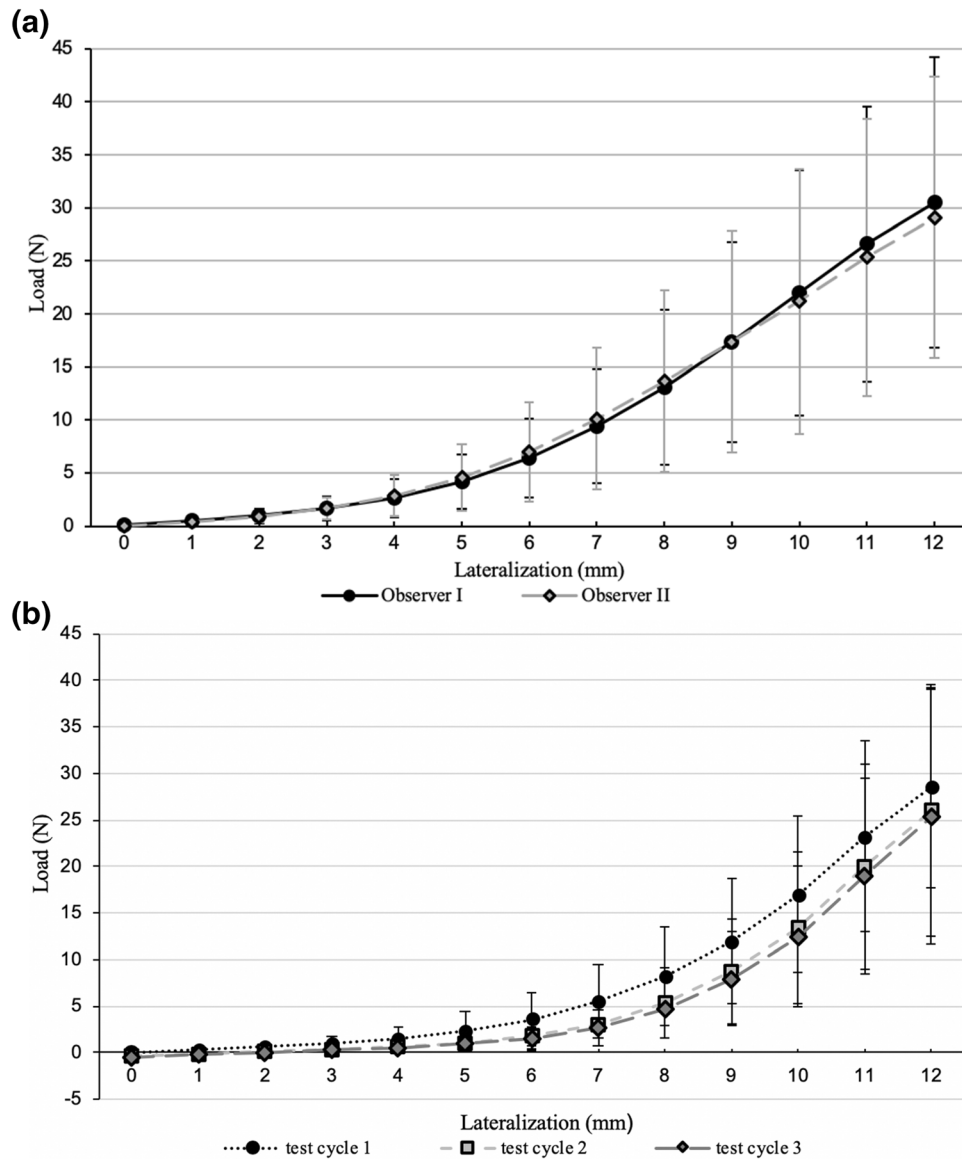 (a)
45
40
35
30
25
20
15
10
5
0
Load (N)
0 1 2 3 4 5 6 7 8 9 10 11 12
Lateralization (mm)
Observer I Observer II
(b)
45
40
35
30
25
20
15
10
5
0
-5
Load (N)
0 1 2 3 4 5 6 7 8 9 10 11 12
Lateralization (mm)
test cycle 1 test cycle 2 test cycle 3